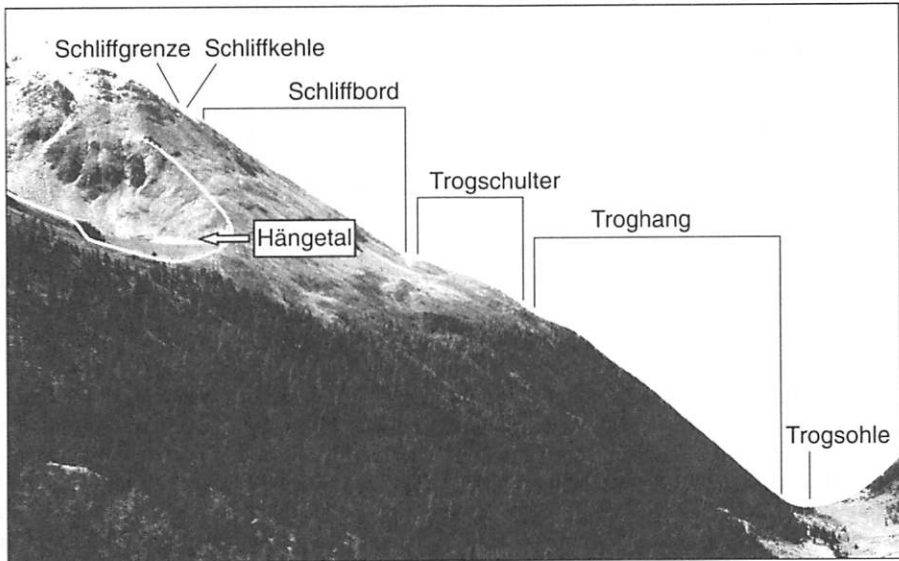 Schliffgrenze Schliffkehle
Schliffbord
Trogschulter
Troghang
Hängetal
Trogsohle